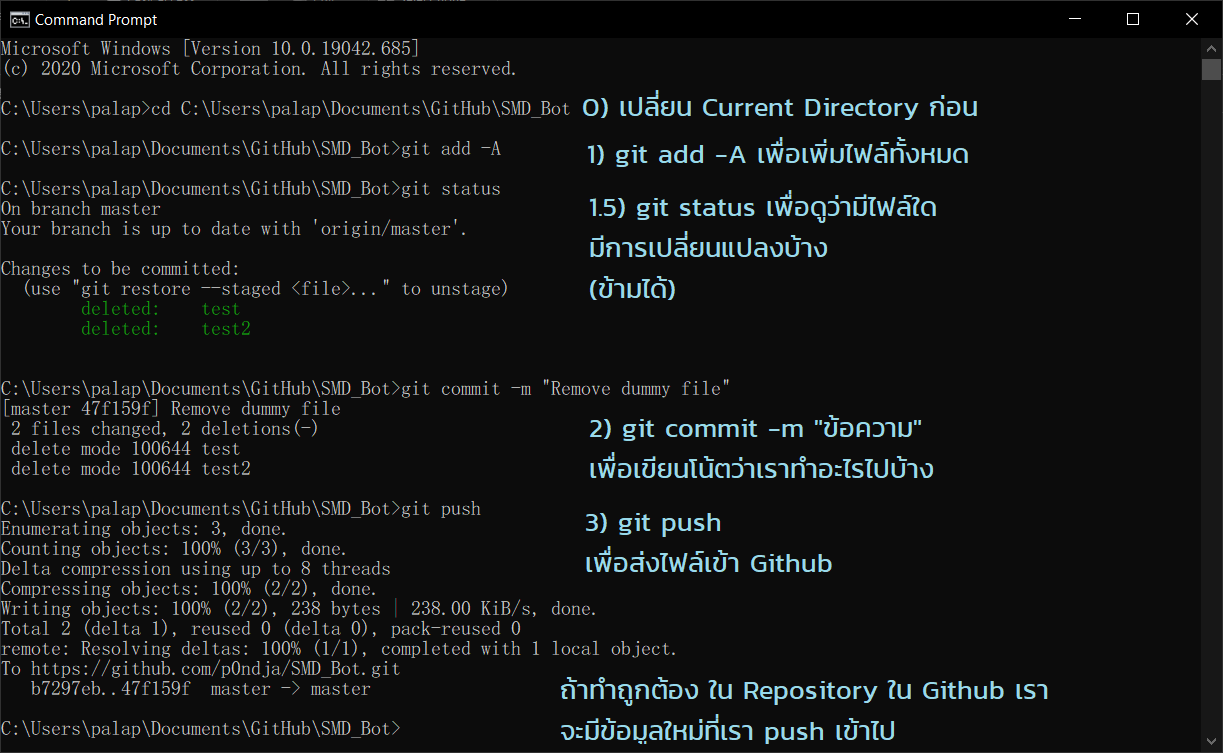 Command Prompt
Microsoft Windows [Version 10.0.19042.685]
(c) 2020 Microsoft Corporation. All rights reserved.
C:\Users\palap>cd C:\Users\palap\Documents\GitHub\SMD_Bot
0) เปลี่ยน Current Directory ก่อน
C:\Users\palap\Documents\GitHub\SMD_Bot>git add -A
1) git add -A เพื่อเพิ่มไฟล์ทั้งหมด
C:\Users\palap\Documents\GitHub\SMD_Bot>git status
On branch master
Your branch is up to date with 'origin/master'.
1.5) git status เพื่อดูว่ามีไฟล์ใด
มีการเปลี่ยนแปลงบ้าง
(ข้ามได้)
Changes to be committed:
(use "git restore --staged <file>..." to unstage)
deleted: test
deleted: test2
C:\Users\palap\Documents\GitHub\SMD_Bot>git commit -m "Remove dummy file"
[master 47f159f] Remove dummy file
2 files changed, 2 deletions(-)
delete mode 100644 test
delete mode 100644 test2
2) git commit -m "ข้อความ"
เพื่อเขียนโน้ตว่าเราทำอะไรไปบ้าง
C:\Users\palap\Documents\GitHub\SMD_Bot>git push
Enumerating objects: 3, done.
Counting objects: 100% (3/3), done.
Delta compression using up to 8 threads
Compressing objects: 100% (2/2), done.
Writing objects: 100% (2/2), 238 bytes | 238.00 KiB/s, done.
Total 2 (delta 1), reused 0 (delta 0), pack-reused 0
remote: Resolving deltas: 100% (1/1), completed with 1 local object.
To https://github.com/p0ndja/SMD_Bot.git
b7297eb..47f159f master -> master
3) git push
เพื่อส่งไฟล์เข้า Github
C:\Users\palap\Documents\GitHub\SMD_Bot>
ถ้าทำถูกต้อง ใน Repository ใน Github เรา
จะมีข้อมูลใหม่ที่เรา push เข้าไป